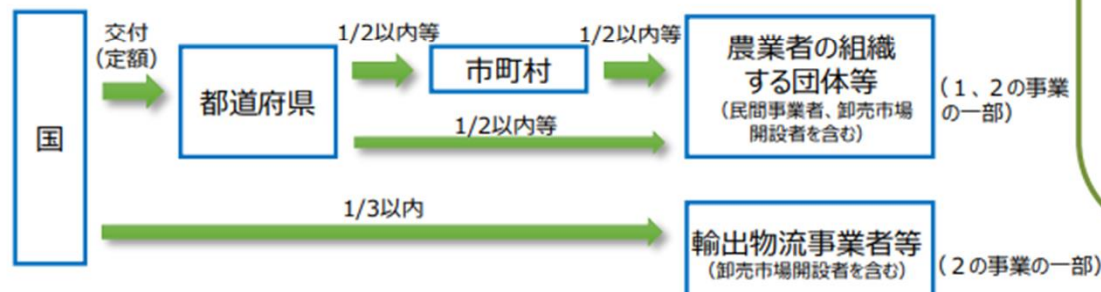 国
交付
（定額）
都道府県
1/2以内等
市町村
1/2以内等
1/2以内等
農業者の組織
する団体等
（民間事業者、卸売市場
開設者を含む）
（１、２の事業
の一部）
1/3以内
輸出物流事業者等
（卸売市場開設者を含む）
（２の事業の一部）